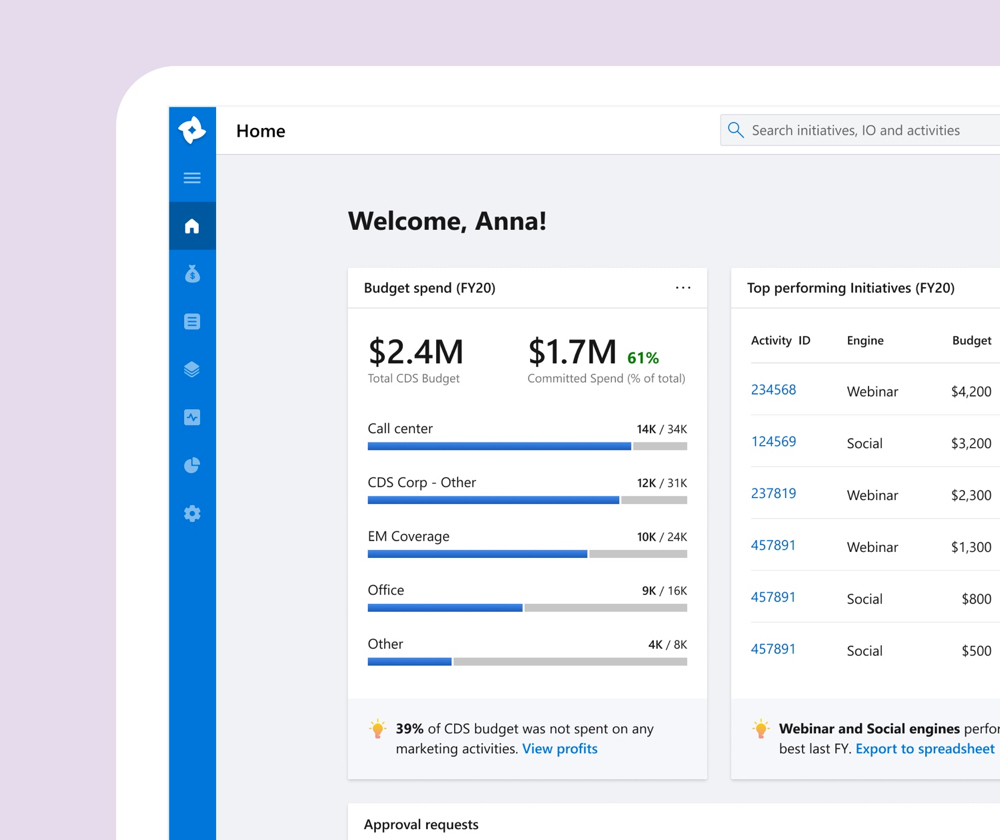 Home
Search initiatives, IO and activities
Welcome, Anna!
Budget spend (FY20)
...
$2.4M
Total CDS Budget
$1.7M 61%
Committed Spend (% of total)
Call center 14K / 34K
CDS Corp - Other 12K / 31K
EM Coverage 10K / 24K
Office 9K / 16K
Other 4K / 8K
39% of CDS budget was not spent on any
marketing activities. View profits
Top performing Initiatives (FY20)
Activity ID Engine Budget
234568 Webinar $4,200
124569 Social $3,200
237819 Webinar $2,300
457891 Webinar $1,300
457891 Social $800
457891 Social $500
Webinar and Social engines perfor
best last FY. Export to spreadsheet
Approval requests